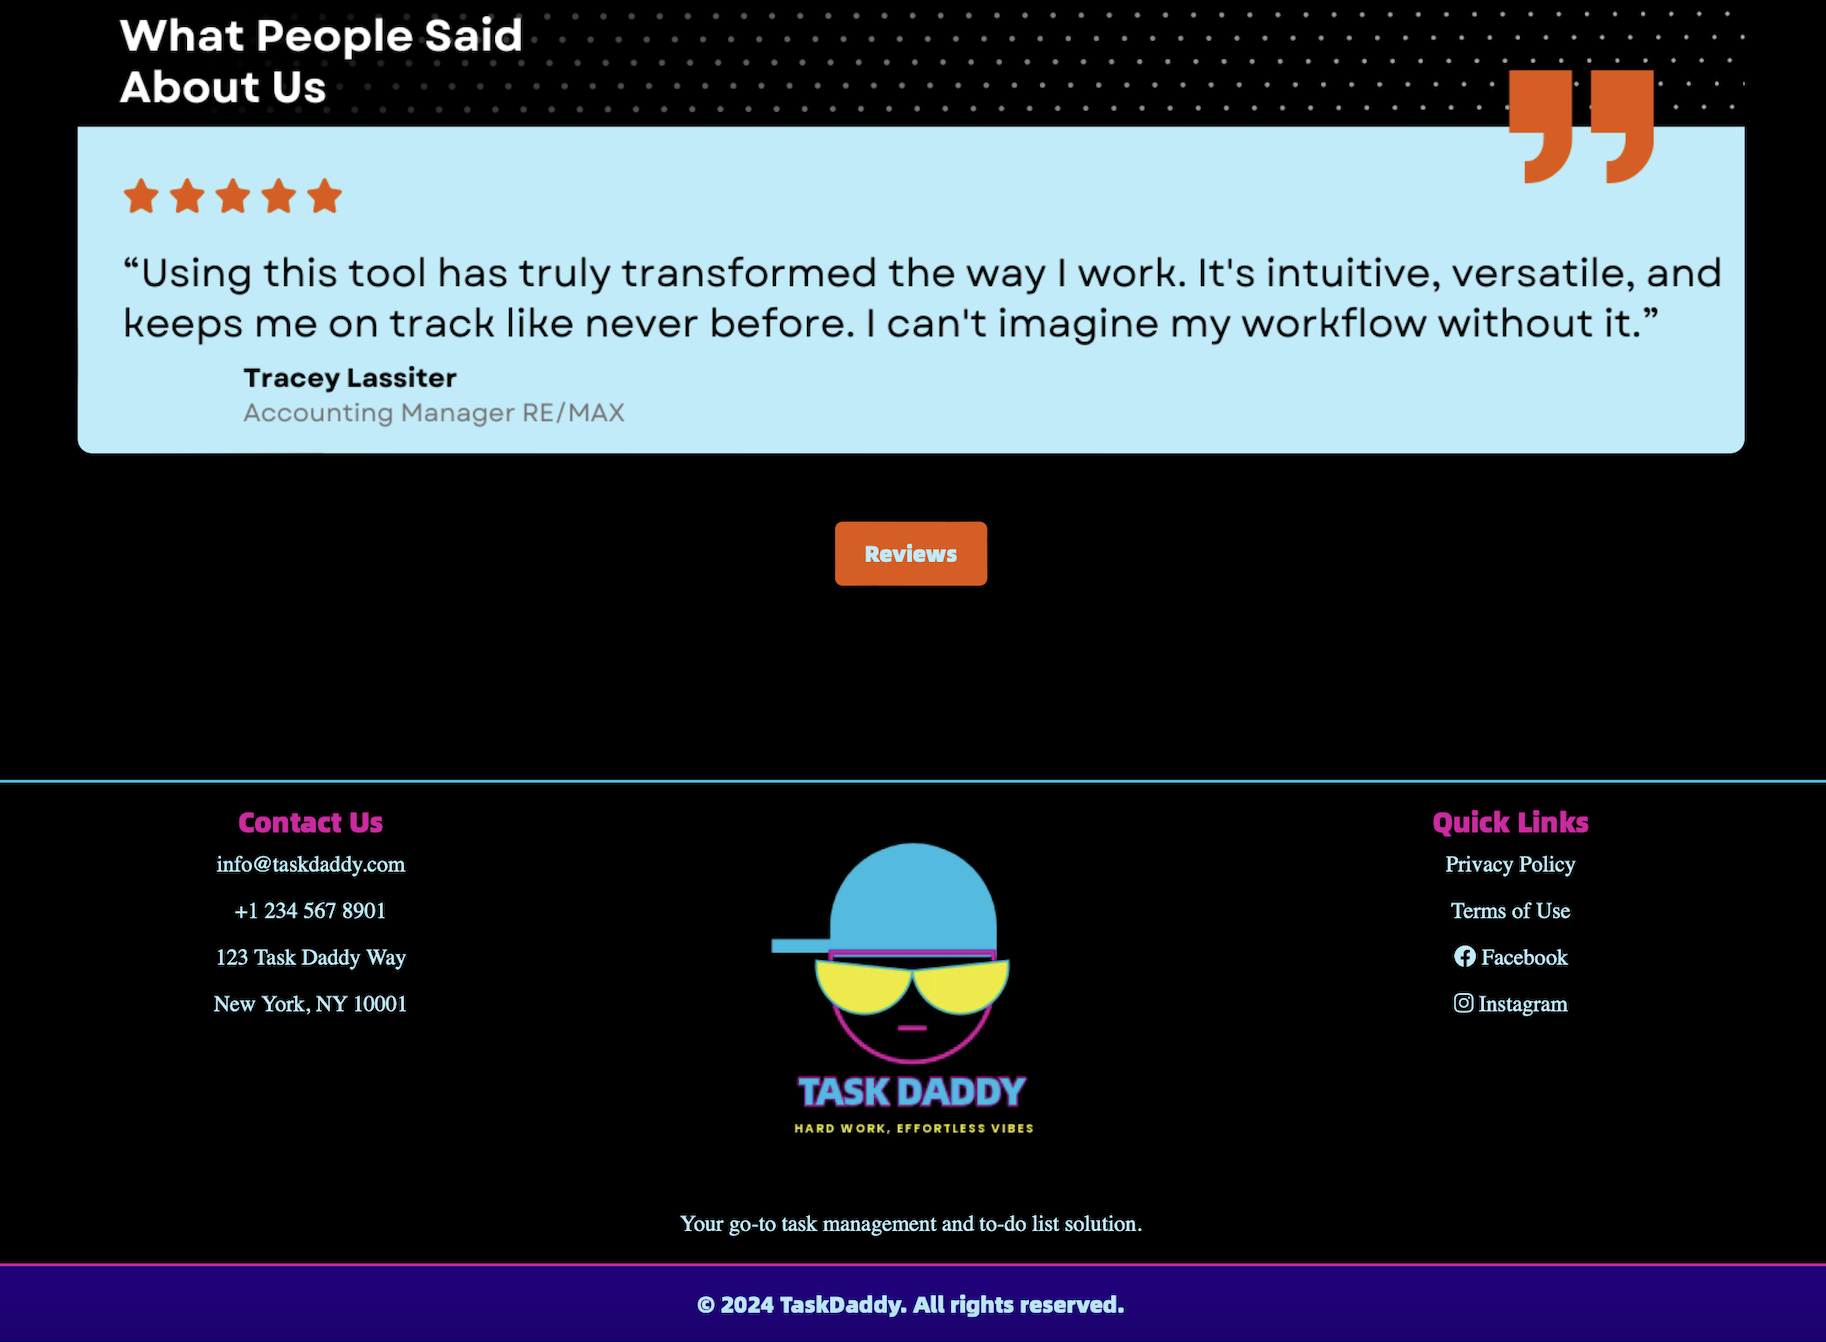 What People Said
About Us
“Using this tool has truly transformed the way I work. It's intuitive, versatile, and
keeps me on track like never before. I can't imagine my workflow without it.”
Tracey Lassiter
Accounting Manager RE/MAX
Reviews
Contact Us
info@taskdaddy.com
+1 234 567 8901
123 Task Daddy Way
New York, NY 10001
TASK DADDY
HARD WORK, EFFORTLESS VIBES
Quick Links
Privacy Policy
Terms of Use
Facebook
Instagram
Your go-to task management and to-do list solution.
© 2024 TaskDaddy. All rights reserved.